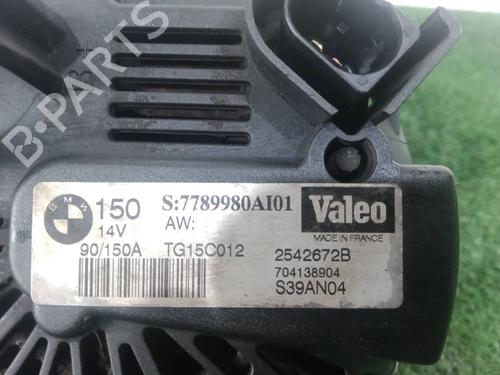 B-PARTS
BMW
150
S:7789980AI01
Valeo
14V
AW:
MADE IN FRANCE
90/150A
TG15C012
2542672B
704138904
S39AN04